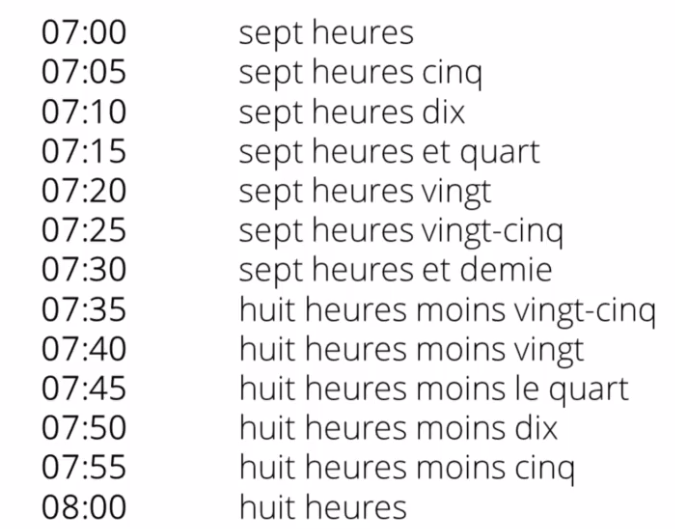 07:00 sept heures
07:05 sept heures cinq
07:10 sept heures dix
07:15 sept heures et quart
07:20 sept heures vingt
07:25 sept heures vingt-cinq
07:30 sept heures et demie
07:35 huit heures moins vingt-cinq
07:40 huit heures moins vingt
07:45 huit heures moins le quart
07:50 huit heures moins dix
07:55 huit heures moins cinq
08:00 huit heures